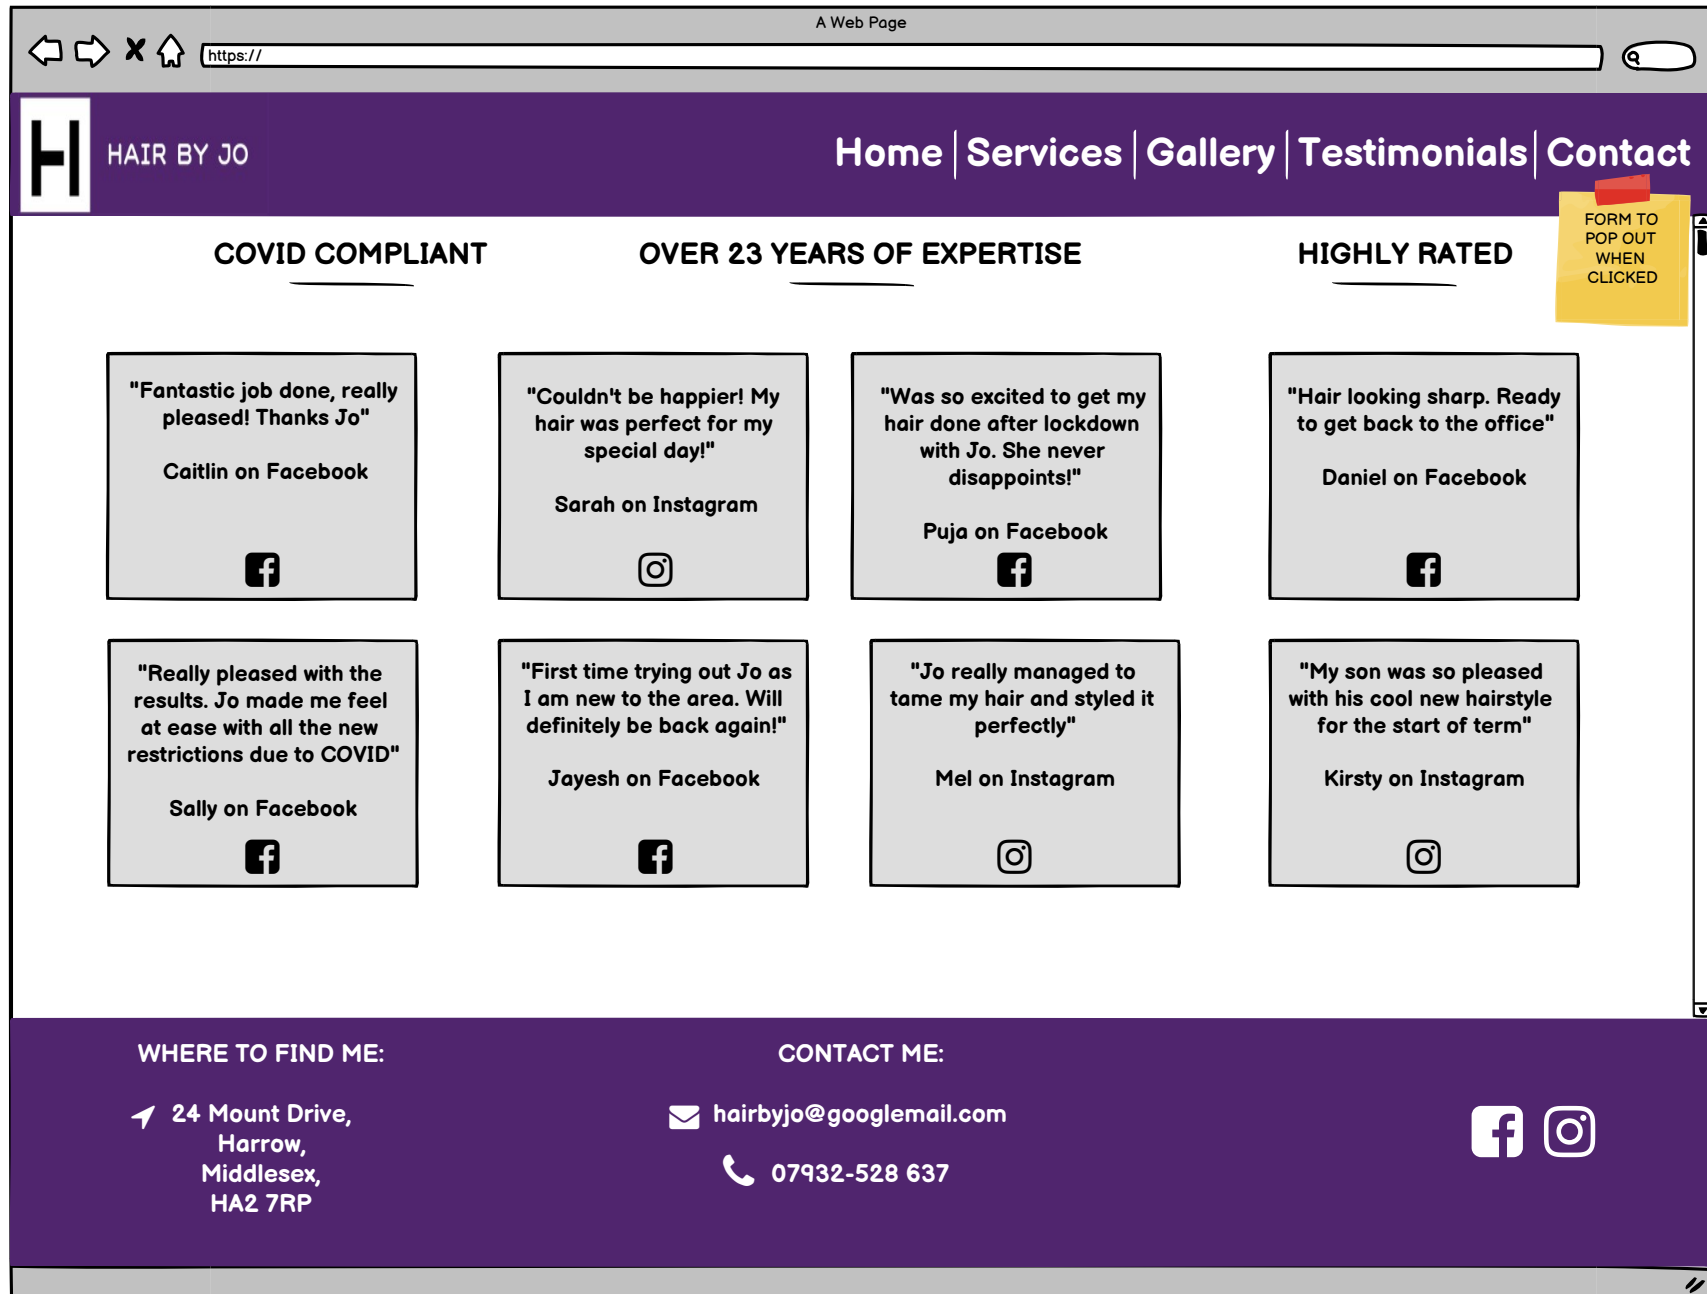 A Web Page
https://
H
HAIR BY JO
Home
Services
Gallery
Testimonials
Contact
FORM TO
POP OUT
WHEN
CLICKED
COVID COMPLIANT
OVER 23 YEARS OF EXPERTISE
HIGHLY RATED
"Fantastic job done, really
pleased! Thanks Jo"
Caitlin on Facebook
"Couldn't be happier! My
hair was perfect for my
special day!"
Sarah on Instagram
"Was so excited to get my
hair done after lockdown
with Jo. She never
disappoints!"
Puja on Facebook
"Hair looking sharp. Ready
to get back to the office"
Daniel on Facebook
"Really pleased with the
results. Jo made me feel
at ease with all the new
restrictions due to COVID"
Sally on Facebook
"First time trying out Jo as
I am new to the area. Will
definitely be back again!"
Jayesh on Facebook
"Jo really managed to
tame my hair and styled it
perfectly"
Mel on Instagram
"My son was so pleased
with his cool new hairstyle
for the start of term"
Kirsty on Instagram
WHERE TO FIND ME:
24 Mount Drive,
Harrow,
Middlesex,
HA2 7RP
CONTACT ME:
hairbyjo@googlemail.com
07932-528 637